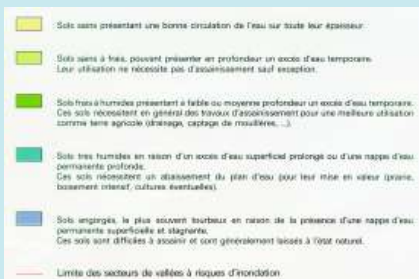 Sols sains présentant une bonne circulation de l'eau sur toute leur épaisseur.
Sols sains à frais, pouvant présenter en profondeur un excès d'eau temporaire.
Leur utilisation ne nécessite pas d'assainissement sauf exception.
Sols frais à humides présentent à faible ou moyenne profondeur un excès d'eau temporaire.
Ces sols nécessitent en général des travaux d'assainissement pour une meilleure utilisation
comme terre agricole (drainage, captage de mouillères, ...).
Sols très humides en raison d'un excès d'eau superficiel prolongé ou d'une nappe d'eau
permanente profonde.
Ces sols nécessitent un abaissement du plan d'eau pour leur mise en valeur (prairie,
boisement intensif, cultures éventuelles).
Sols engorgés, le plus souvent tourbeux en raison de la présence d'une nappe d'eau
permanente superficielle et stagnante.
Ces sols sont difficiles à assainir et sont généralement laissés à l'état naturel.
Limite des secteurs de vallées à risques d'inondation